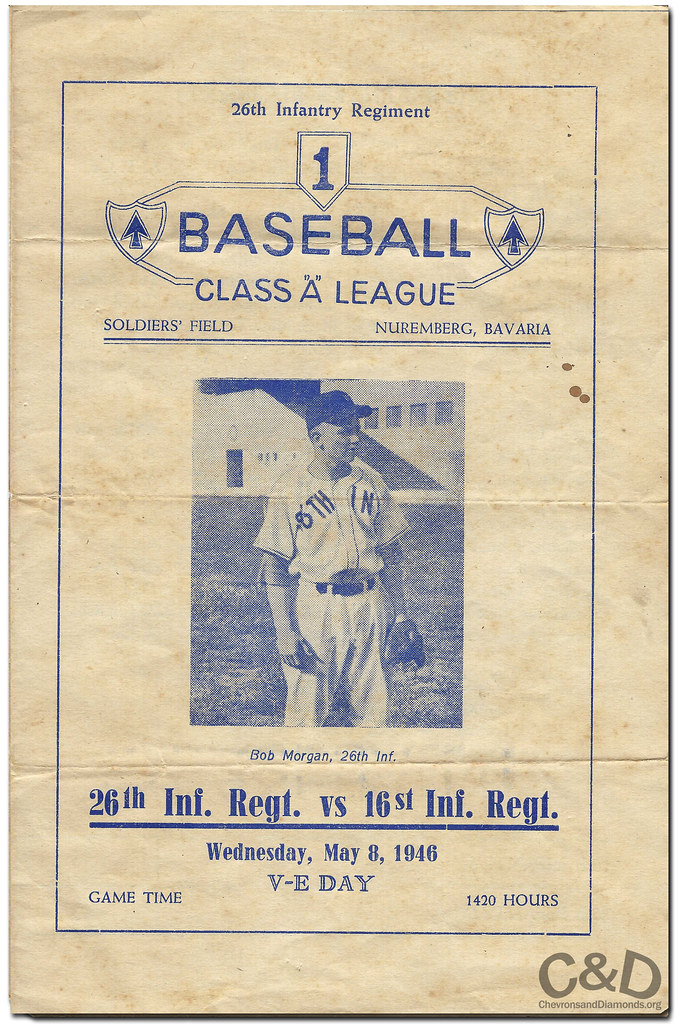 26th Infantry Regiment
1
BASEBALL
CLASS "A" LEAGUE
SOLDIERS' FIELD NUREMBERG, BAVARIA
6TH IN
Bob Morgan, 26th Inf.
26th Inf. Regt. vs 16st Inf. Regt.
Wednesday, May 8, 1946
V-E DAY
GAME TIME 1420 HOURS
C&D
ChevronsandDiamonds.org